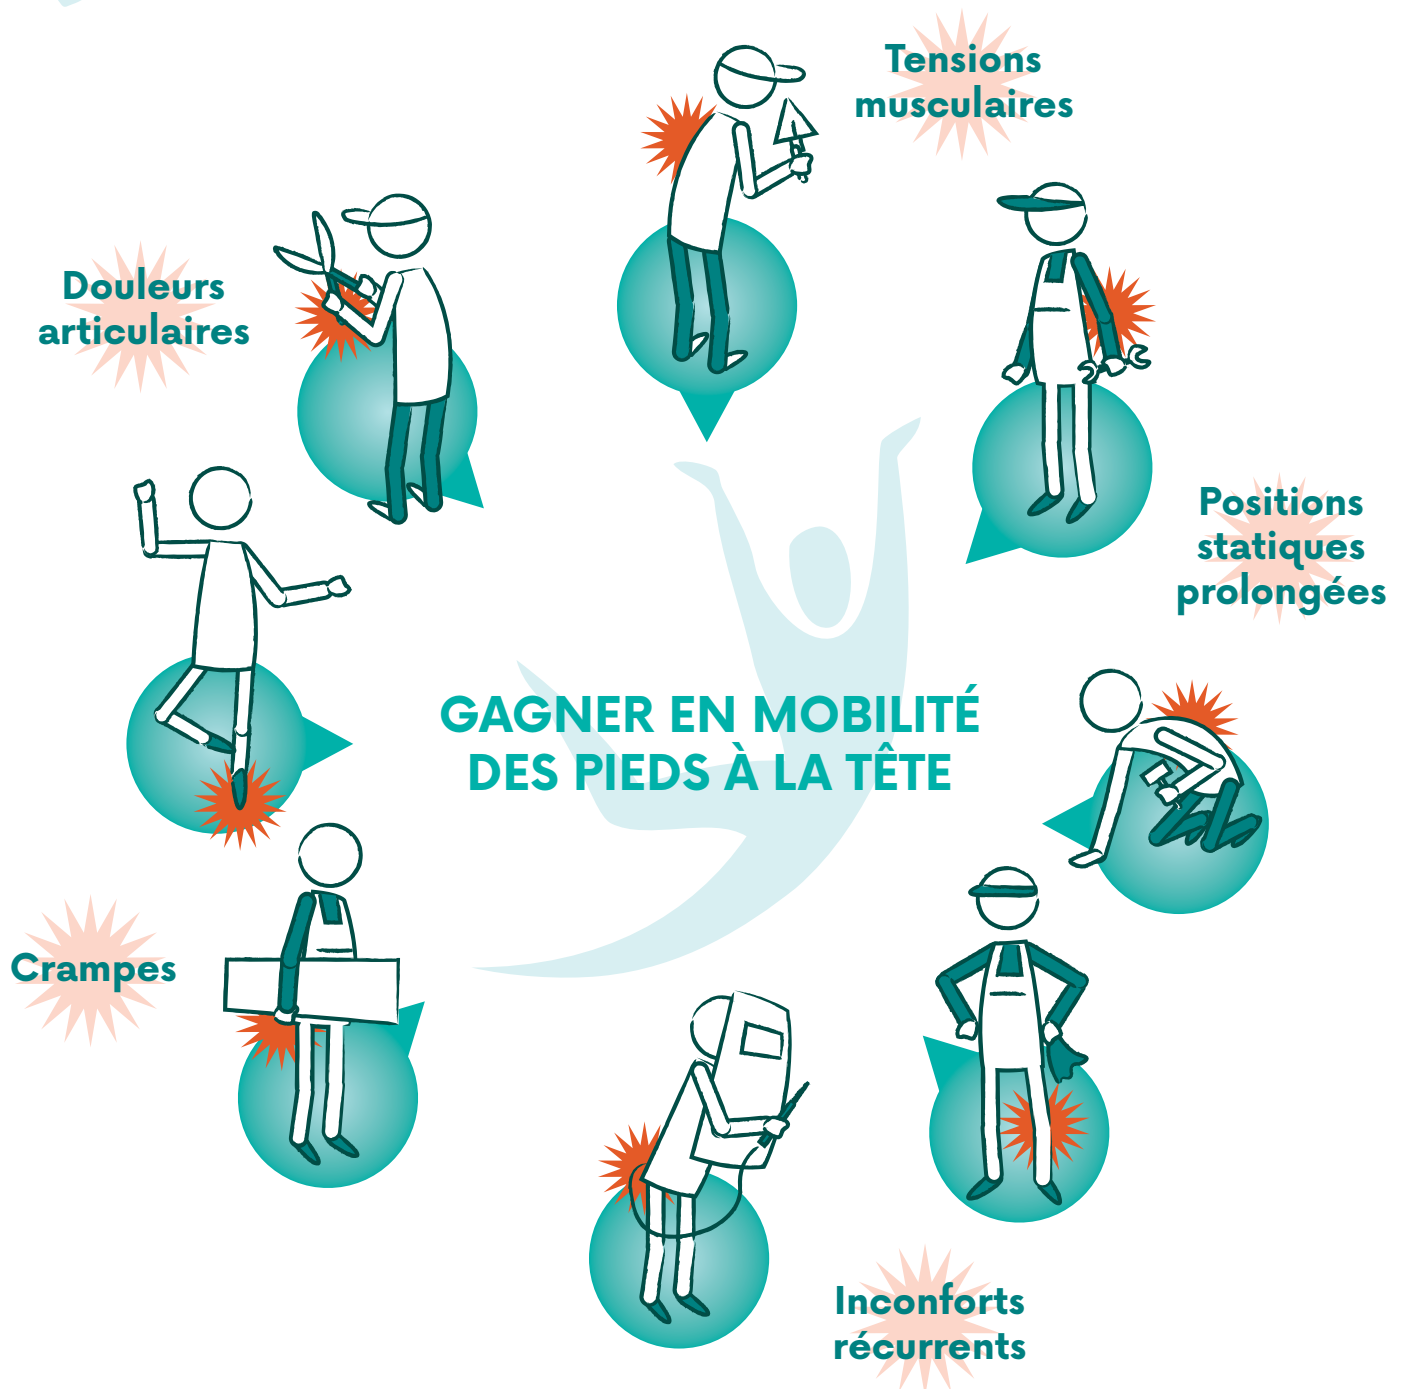 Tensions
musculaires
Douleurs
articulaires
Positions
statiques
prolongées
GAGNER EN MOBILITÉ
DES PIEDS À LA TÊTE
Crampes
Inconforts
récurrents